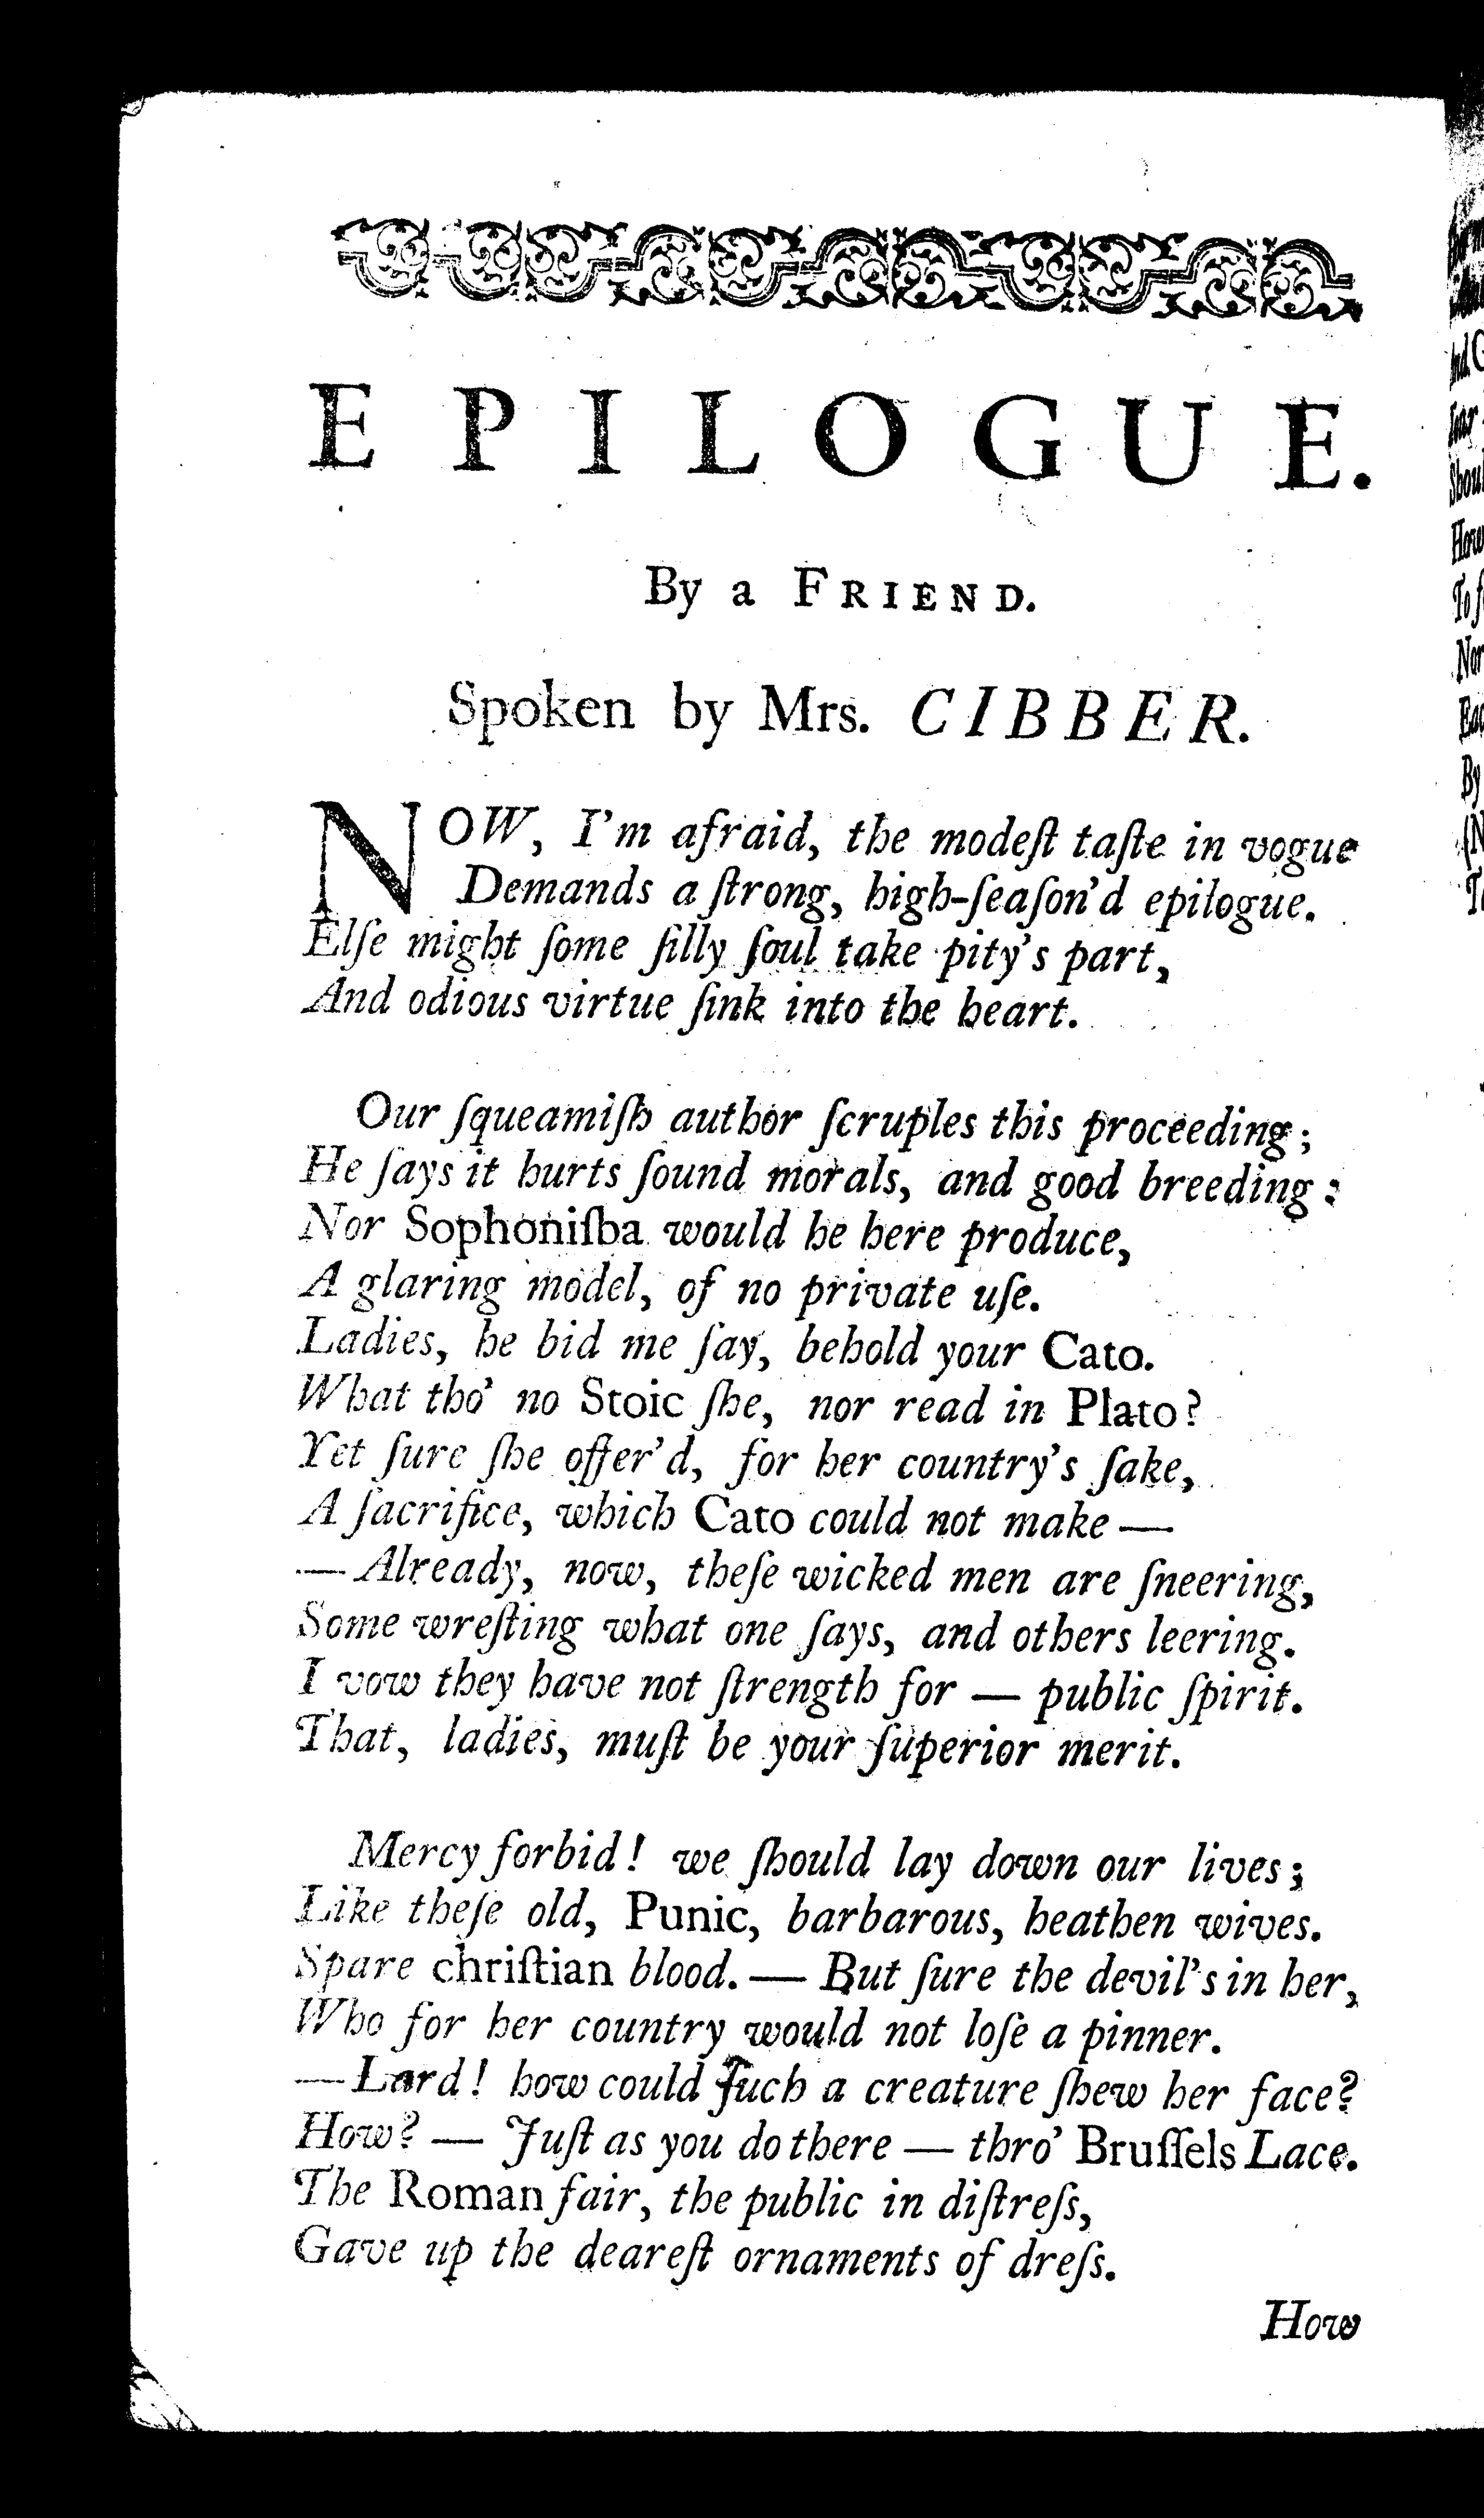 EPILOGUE.
By a FRIEND.
Spoken by Mrs. CIBBER.
NOW, I'm afraid, the modeſt taſte in vogue
Demands a ſtrong, high-ſeaſon'd epilogue.
Elſe might ſome ſilly ſoul take pity's part,
And odious virtue ſink into the heart.
Our ſqueamiſh author ſcruples this proceeding;
He ſays it hurts ſound morals, and good breeding:
Nor Sophoniſba would he here produce,
A glaring model, of no private uſe.
Ladies, he bid me ſay, behold your Cato.
What tho' no Stoic ſhe, nor read in Plato?
Yet ſure ſhe offer'd, for her country's ſake,
A ſacrifice, which Cato could not make —
— Already, now, theſe wicked men are ſneering,
Some wreſting what one ſays, and others leering.
I vow they have not ſtrength for — public ſpirit.
That, ladies, muſt be your ſuperior merit.
Mercy forbid! we ſhould lay down our lives;
Like theſe old, Punic, barbarous, heathen wives.
Spare chriſtian blood. — But ſure the devil's in her,
Who for her country would not loſe a pinner.
— Lard! how could ſuch a creature ſhew her face?
How? — Juſt as you do there — thro' Bruſſels Lace.
The Roman fair, the public in diſtreſs,
Gave up the deareſt ornaments of dreſs.
How